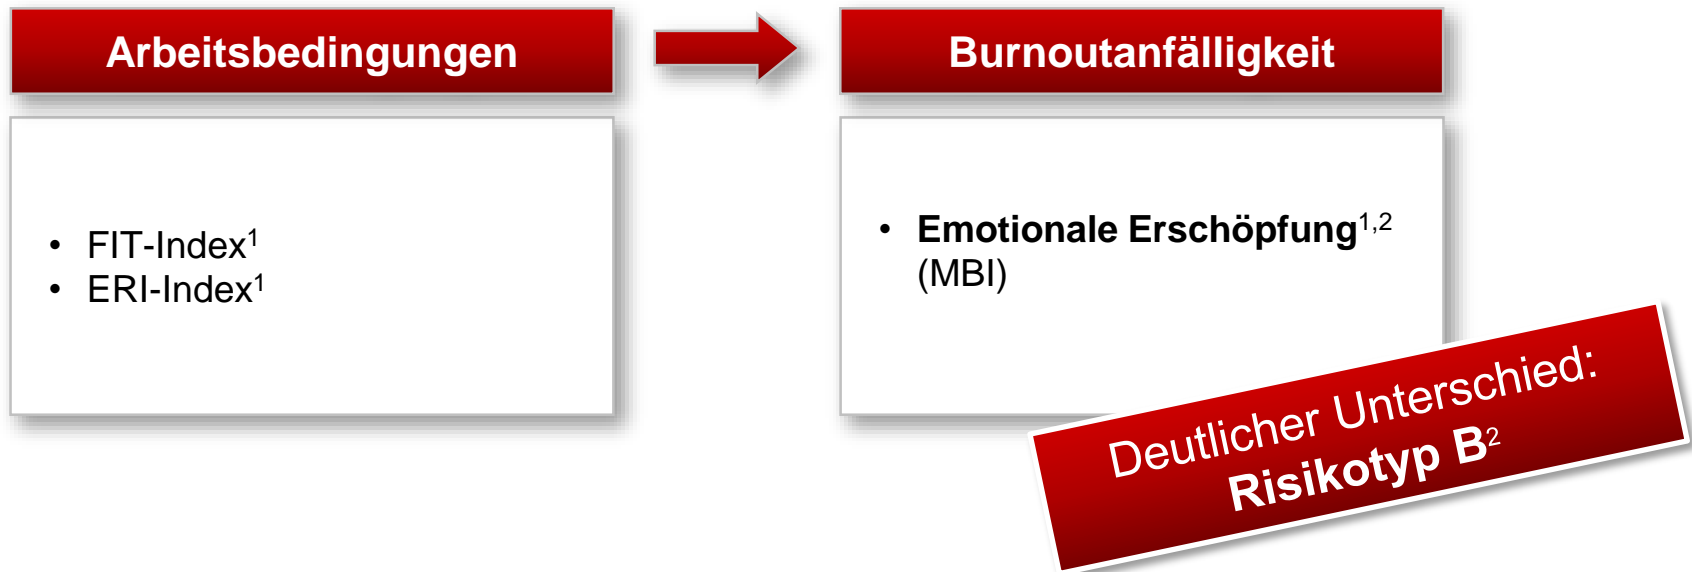 Arbeitsbedingungen
Burnoutanfälligkeit
• FIT-Index¹
• ERI-Index¹
• Emotionale Erschöpfung¹,²
(MBI)
Deutlicher Unterschied:
Risikotyp B²